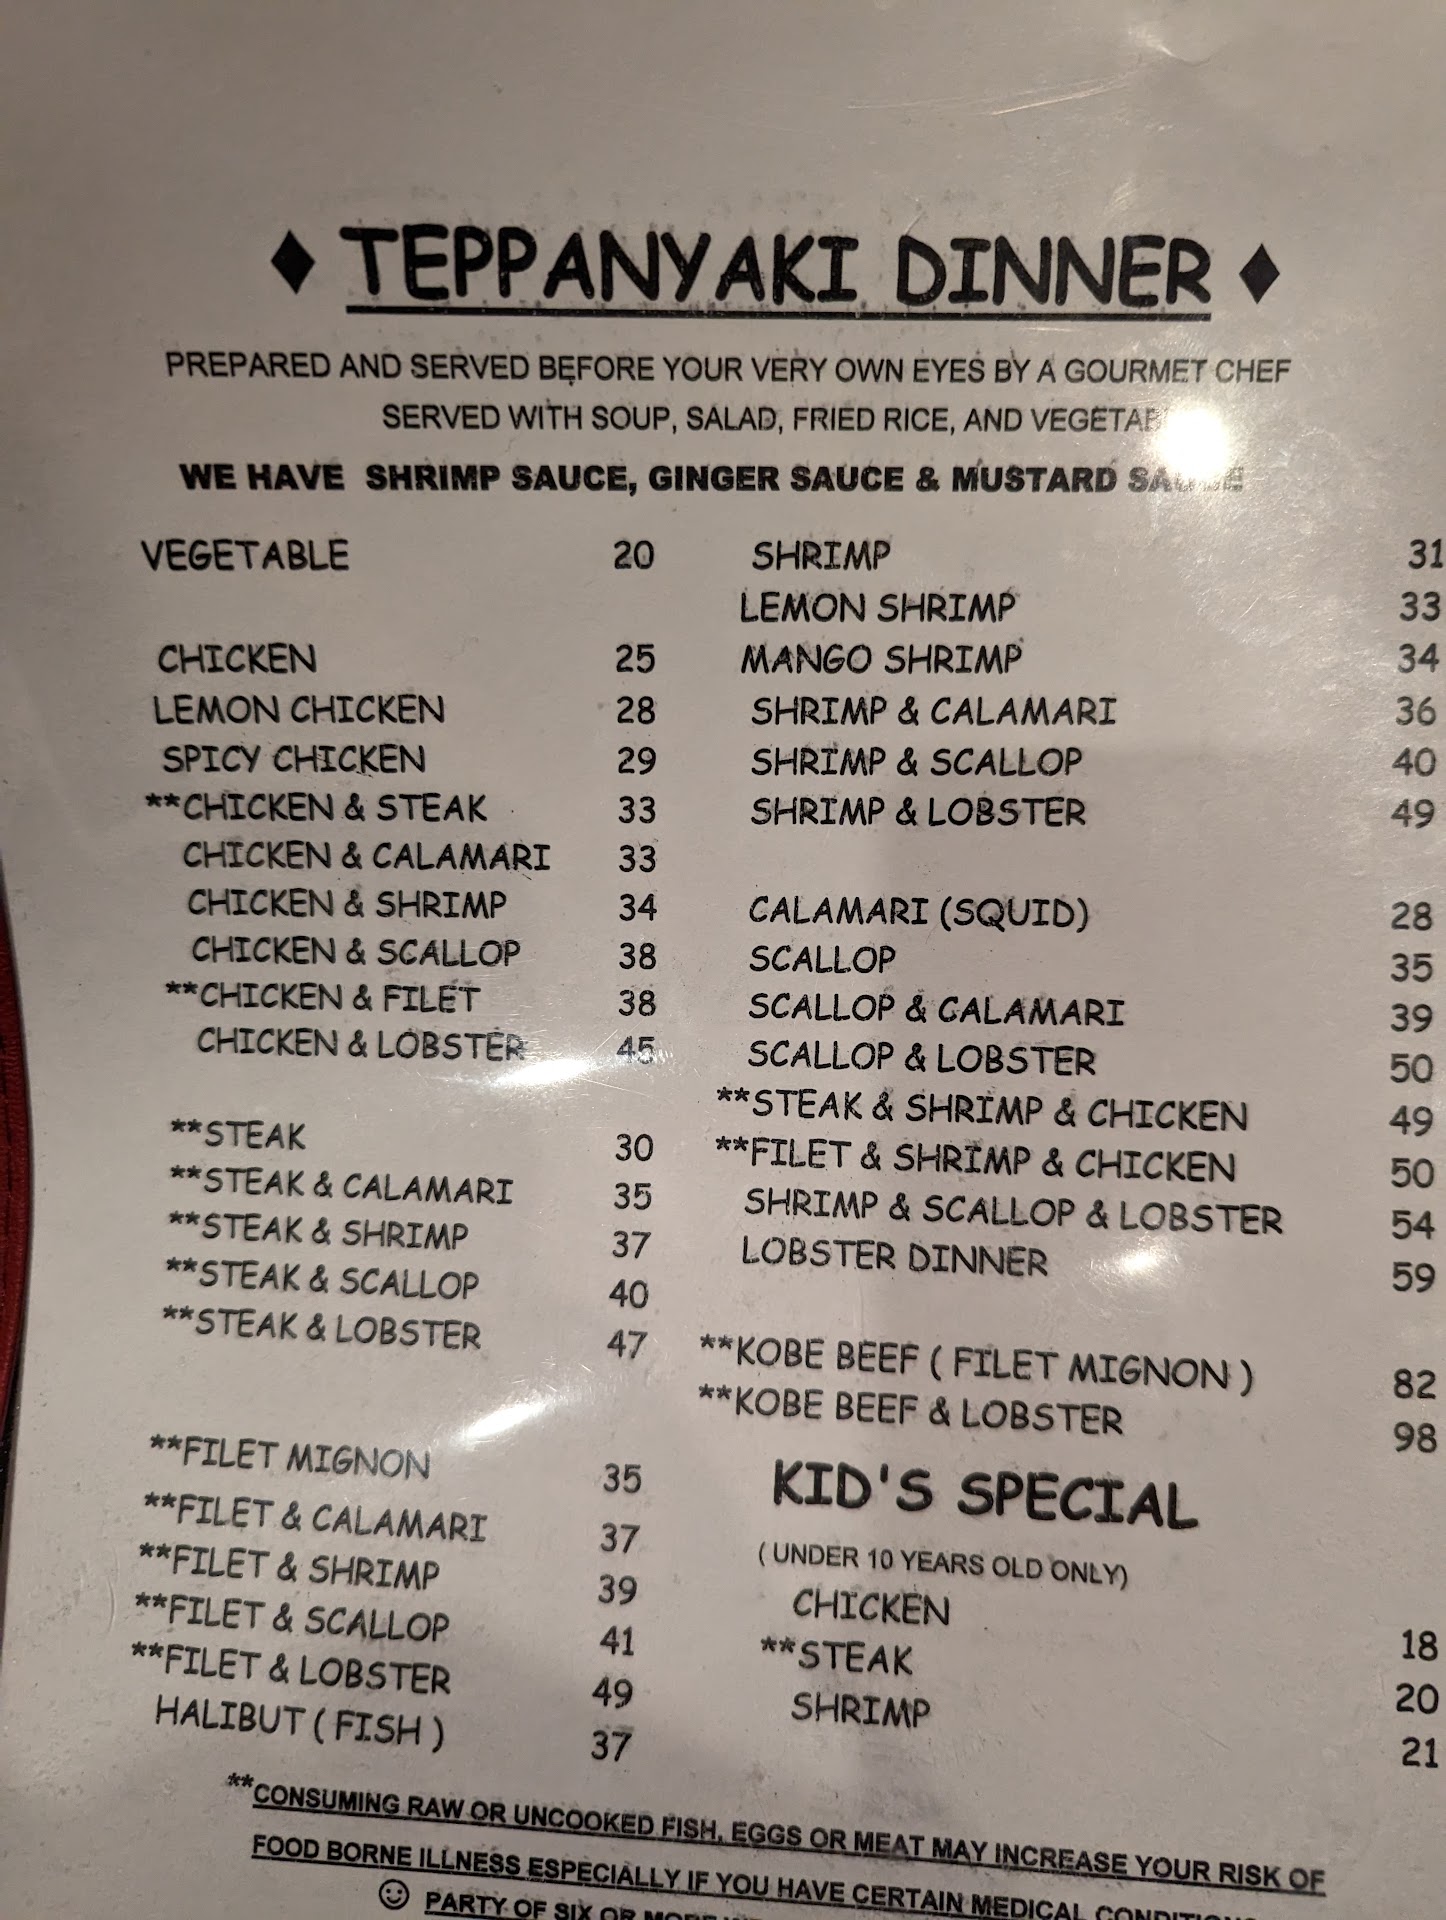 ♦ TEPPANYAKI DINNER ♦
PREPARED AND SERVED BEFORE YOUR VERY OWN EYES BY A GOURMET CHEF
SERVED WITH SOUP, SALAD, FRIED RICE, AND
WE HAVE SHRIMP SAUCE, GINGER SAUCE & MUSTARD SAUCE
VEGETABLE 20
CHICKEN 25
LEMON CHICKEN 28
SPICY CHICKEN 29
**CHICKEN & STEAK 33
CHICKEN & CALAMARI 33
CHICKEN & SHRIMP 34
CHICKEN & SCALLOP 38
**CHICKEN & FILET 38
CHICKEN & LOBSTER 45
**STEAK 30
**STEAK & CALAMARI 35
**STEAK & SHRIMP 37
**STEAK & SCALLOP 40
**STEAK & LOBSTER 47
**FILET MIGNON 35
**FILET & CALAMARI 37
**FILET & SHRIMP 39
**FILET & SCALLOP 41
**FILET & LOBSTER 49
HALIBUT ( FISH ) 37
SHRIMP 31
LEMON SHRIMP 33
MANGO SHRIMP 34
SHRIMP & CALAMARI 36
SHRIMP & SCALLOP 40
SHRIMP & LOBSTER 49
CALAMARI (SQUID) 28
SCALLOP 35
SCALLOP & CALAMARI 39
SCALLOP & LOBSTER 50
**STEAK & SHRIMP & CHICKEN 49
**FILET & SHRIMP & CHICKEN 50
SHRIMP & SCALLOP & LOBSTER 54
LOBSTER DINNER 59
**KOBE BEEF ( FILET MIGNON ) 82
**KOBE BEEF & LOBSTER 98
KID'S SPECIAL
( UNDER 10 YEARS OLD ONLY)
CHICKEN 18
**STEAK 20
SHRIMP 21
**CONSUMING RAW OR UNCOOKED FISH, EGGS OR MEAT MAY INCREASE YOUR RISK OF
FOOD BORNE ILLNESS ESPECIALLY IF YOU HAVE CERTAIN MEDICAL CONDITIONS
☺ PARTY OF SIX OR MORE